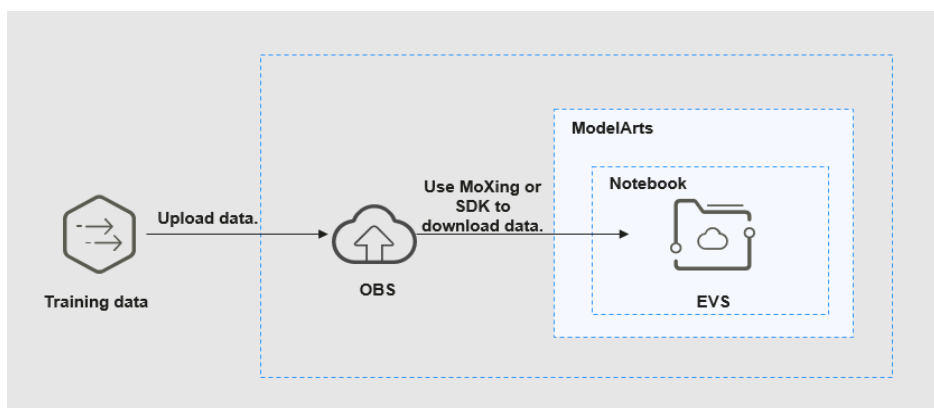 ModelArts
Notebook
Use MoXing or
SDK to
download data.
Upload data.
Training data
OBS
EVS